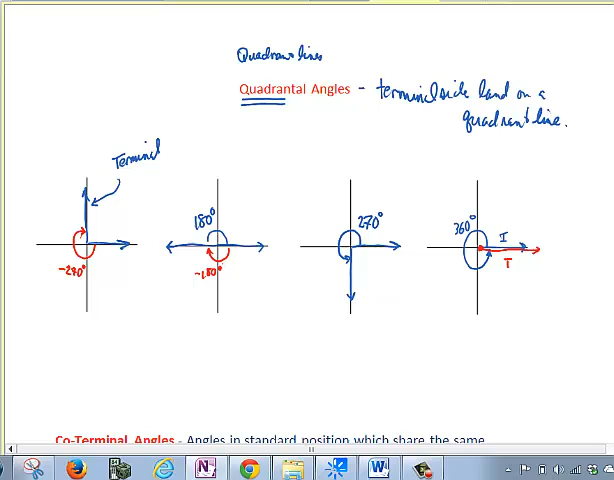 Quadrant lines
Quadrantal Angles - terminal side land on a
quadrant line.
Terminal
180°
270°
360°
I
T
-270°
-180°
Co-Terminal Angles - Angles in standard position which share the same